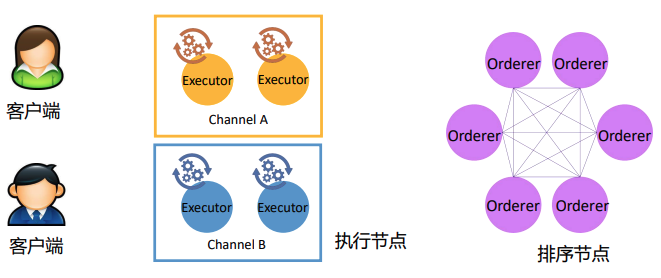 客户端
客户端
Executor
Executor
Channel A
Executor
Executor
Channel B
执行节点
Orderer
Orderer
Orderer
Orderer
Orderer
Orderer
排序节点